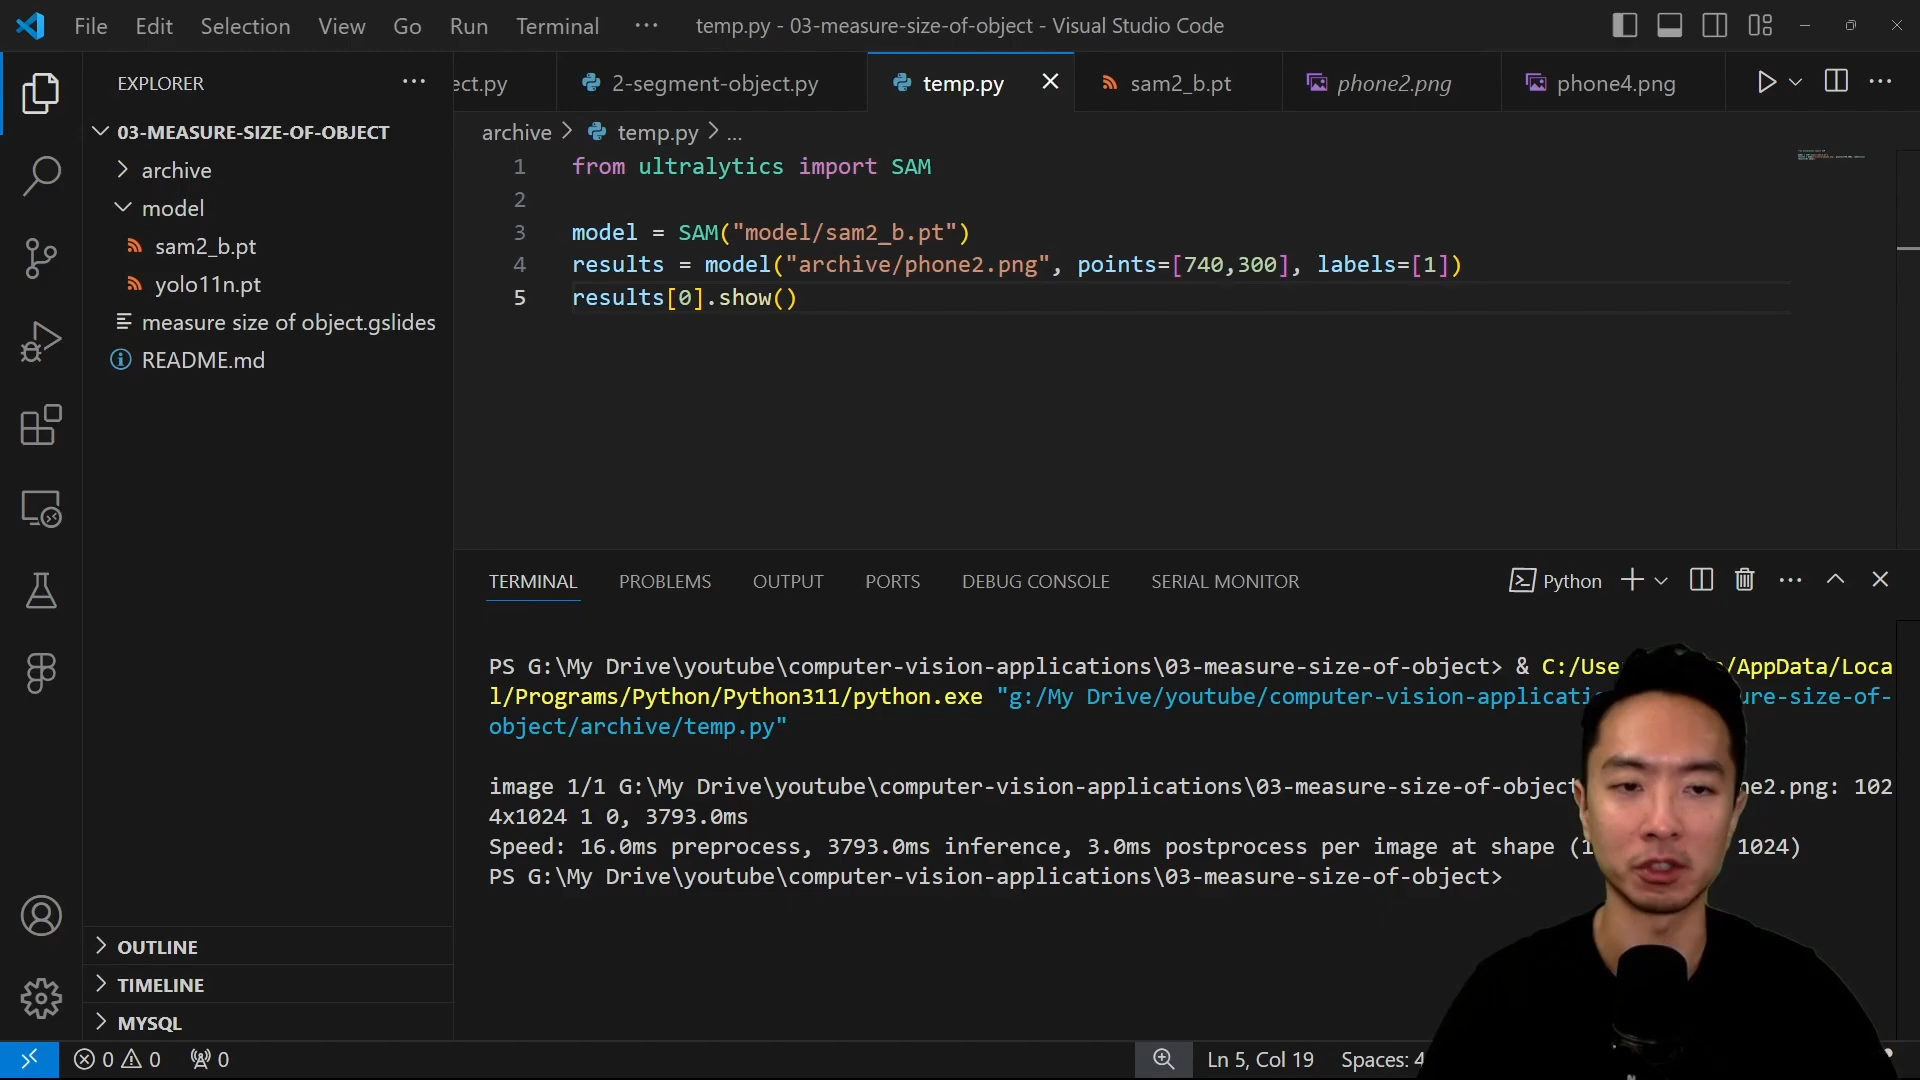 File Edit Selection View Go Run Terminal ··· temp.py - 03-measure-size-of-object - Visual Studio Code
EXPLORER ···
ect.py 2-segment-object.py temp.py sam2_b.pt phone2.png phone4.png
03-MEASURE-SIZE-OF-OBJECT
archive
model
sam2_b.pt
yolo11n.pt
measure size of object.gslides
README.md
archive > temp.py > ...
1 from ultralytics import SAM
2
3 model = SAM("model/sam2_b.pt")
4 results = model("archive/phone2.png", points=[740,300], labels=[1])
5 results[0].show()
TERMINAL PROBLEMS OUTPUT PORTS DEBUG CONSOLE SERIAL MONITOR Python
PS G:\My Drive\youtube\computer-vision-applications\03-measure-size-of-object> & C:/Use /AppData/Loca
l/Programs/Python/Python311/python.exe "g:/My Drive/youtube/computer-vision-applicati ure-size-of-
object/archive/temp.py"
image 1/1 G:\My Drive\youtube\computer-vision-applications\03-measure-size-of-object ne2.png: 102
4x1024 1 0, 3793.0ms
Speed: 16.0ms preprocess, 3793.0ms inference, 3.0ms postprocess per image at shape (1 1024)
PS G:\My Drive\youtube\computer-vision-applications\03-measure-size-of-object>
OUTLINE
TIMELINE
MYSQL
0 0 0 Ln 5, Col 19 Spaces: 4